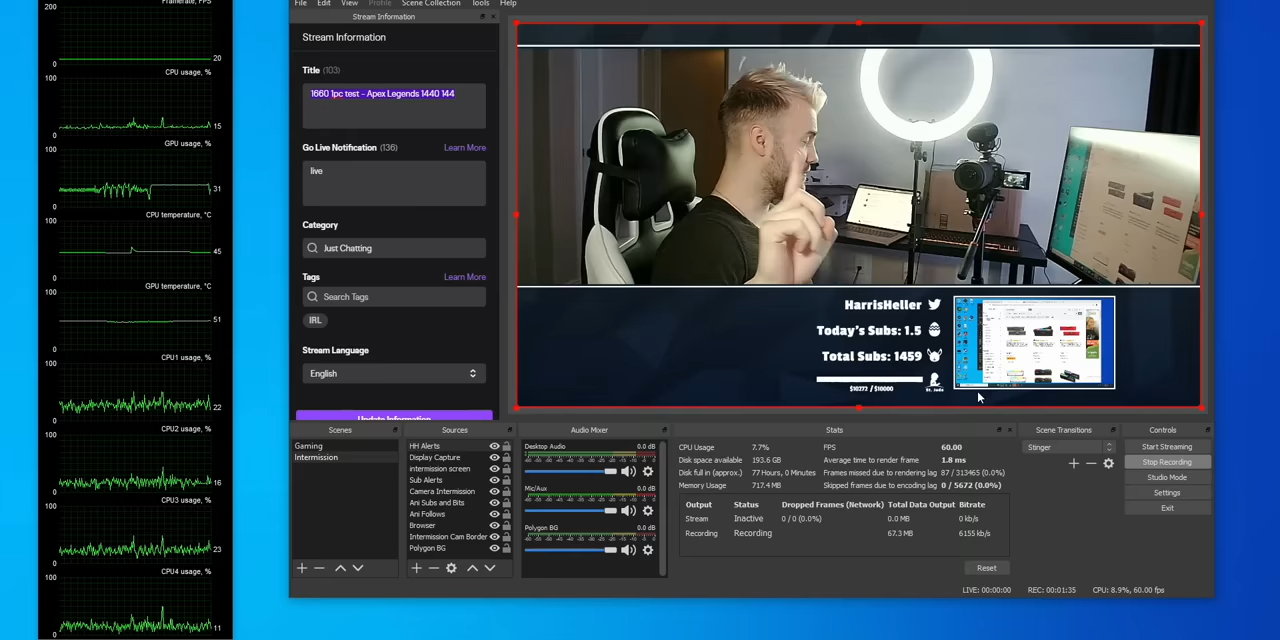 Framerate, FPS
200
0
20
CPU usage, %
100
0
15
GPU usage, %
100
0
31
CPU temperature, °C
100
0
45
GPU temperature, °C
100
0
51
CPU1 usage, %
100
0
22
CPU2 usage, %
100
0
16
CPU3 usage, %
100
0
23
CPU4 usage, %
100
0
11
File Edit View Profile Scene Collection Tools Help
Stream Information
Stream Information
Title (103)
1660 1pc test - Apex Legends 1440 144
Go Live Notification (136) Learn More
live
Category
Just Chatting
Tags Learn More
Search Tags
IRL
Stream Language
English
Update Information
HarrisHeller
Today's Subs: 1.5
Total Subs: 1459
$10272 / $10000
St. Jude
Scenes
Gaming
Intermission
Sources
HH Alerts
Display Capture
intermission screen
Sub Alerts
Camera Intermission
Ani Subs and Bits
Ani Follows
Browser
Intermission Cam Border
Polygon BG
Audio Mixer
Desktop Audio 0.0 dB
Mic/Aux 0.0 dB
Polygon BG 0.0 dB
Stats
CPU Usage 7.7%
Disk space available 193.6 GB
Disk full in (approx.) 77 Hours, 0 Minutes
Memory Usage 717.4 MB
FPS 60.00
Average time to render frame 1.8 ms
Frames missed due to rendering lag 87 / 313465 (0.0%)
Skipped frames due to encoding lag 0 / 5672 (0.0%)
Output Status Dropped Frames (Network) Total Data Output Bitrate
Stream Inactive 0 / 0 (0.0%) 0.0 MB 0 kb/s
Recording Recording 67.3 MB 6155 kb/s
Reset
Scene Transitions
Stinger
Controls
Start Streaming
Stop Recording
Studio Mode
Settings
Exit
LIVE: 00:00:00 REC: 00:01:35 CPU: 8.9%, 60.00 fps